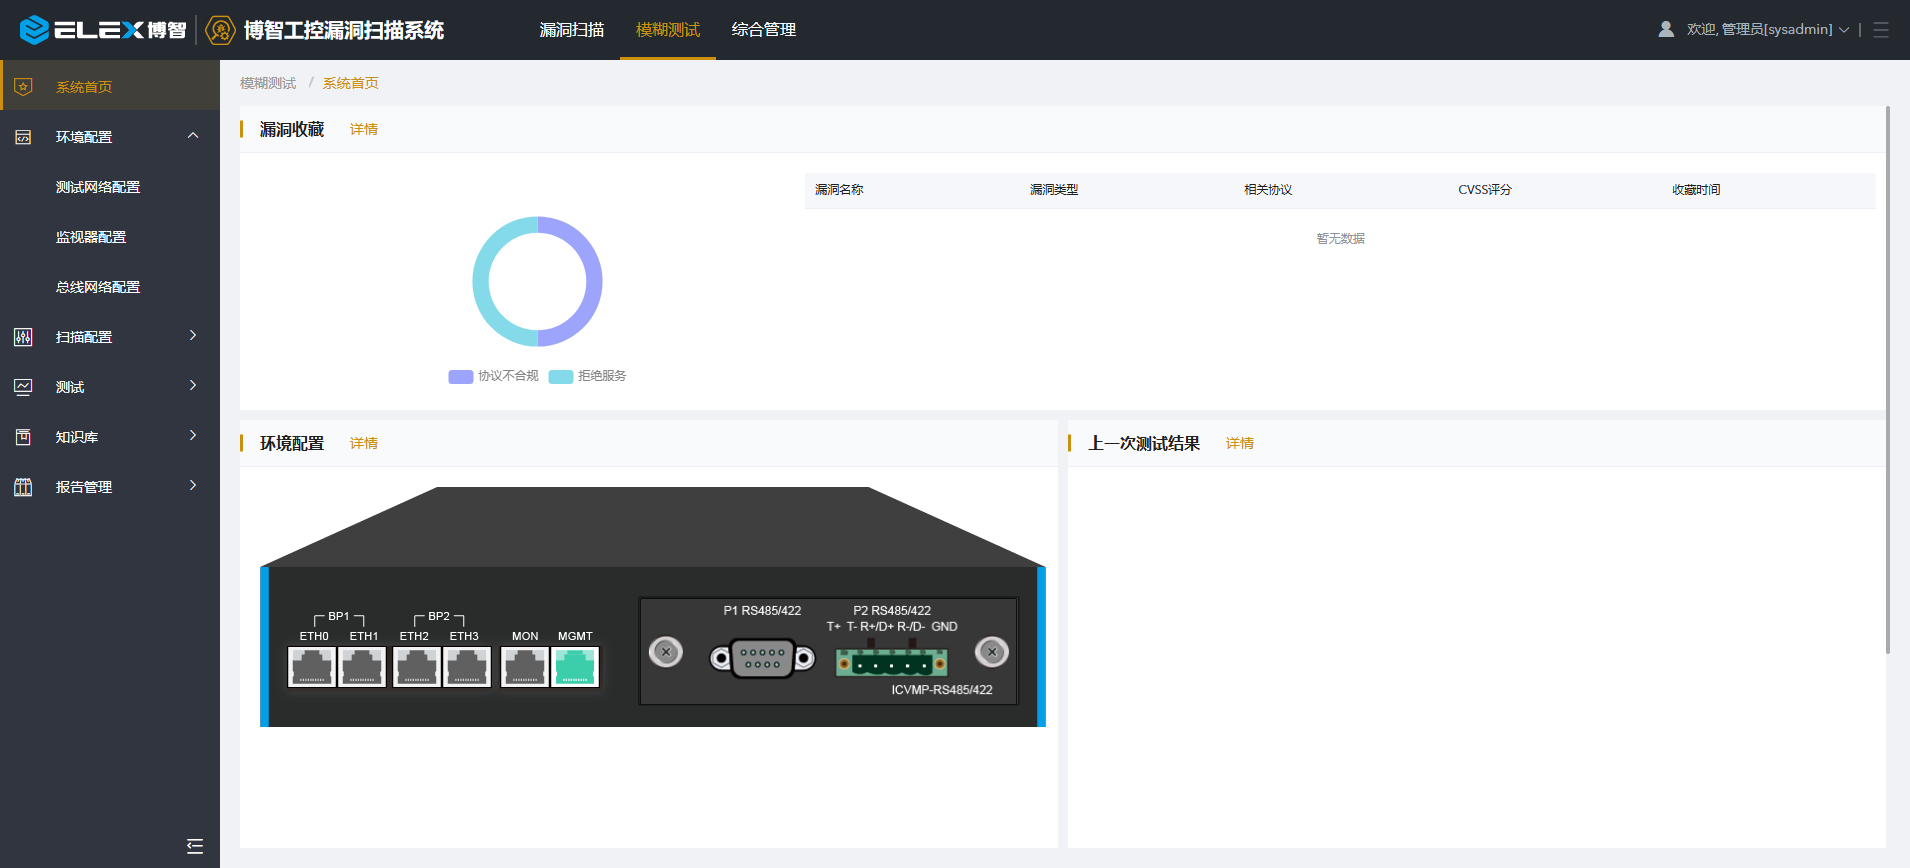 ELEX博智 博智工控漏洞扫描系统 漏洞扫描 模糊测试 综合管理 欢迎, 管理员[sysadmin] |
系统首页
环境配置
测试网络配置
监视器配置
总线网络配置
扫描配置
测试
知识库
报告管理
模糊测试 / 系统首页
漏洞收藏 详情
漏洞名称 漏洞类型 相关协议 CVSS评分 收藏时间
暂无数据
协议不合规 拒绝服务
环境配置 详情
BP1 BP2
ETH0 ETH1 ETH2 ETH3 MON MGMT
P1 RS485/422 P2 RS485/422
T+ T- R+/D+ R-/D- GND
ICVMP-RS485/422
上一次测试结果 详情